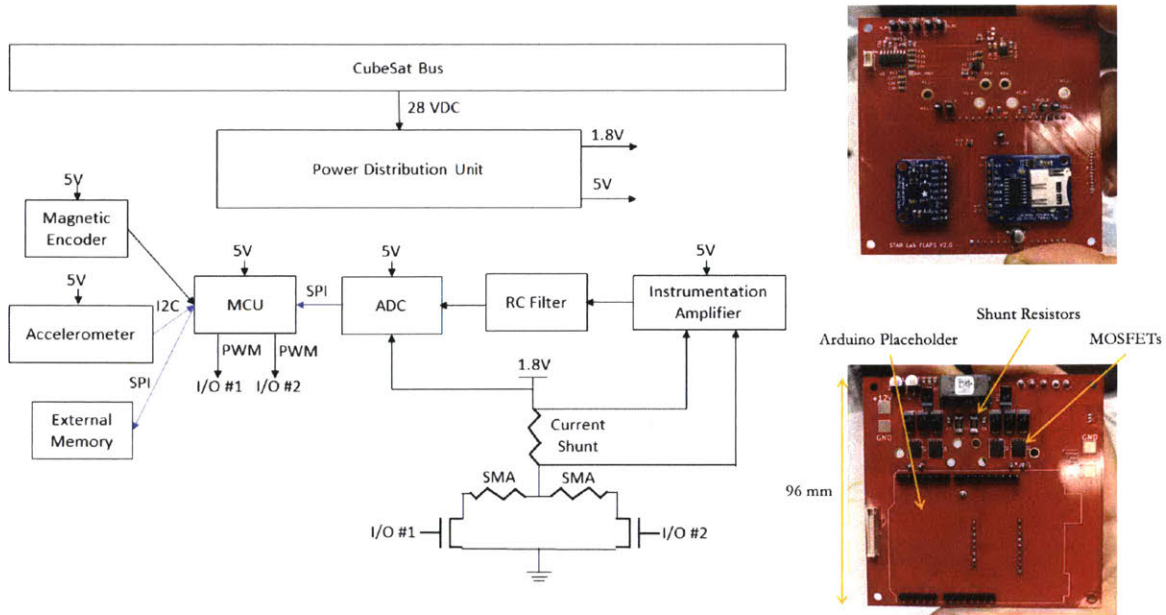 CubeSat Bus
28 VDC
Power Distribution Unit
1.8V
5V
5V
Magnetic
Encoder
5V
Accelerometer
I2C
SPI
External
Memory
5V
MCU
PWM
PWM
I/O #1
I/O #2
SPI
5V
ADC
RC Filter
5V
Instrumentation
Amplifier
1.8V
Current
Shunt
SMA
SMA
I/O #1
I/O #2
STAR Lab FLAPS V2.0
Shunt Resistors
Arduino Placeholder
MOSFETs
+12
GND
GND
96 mm